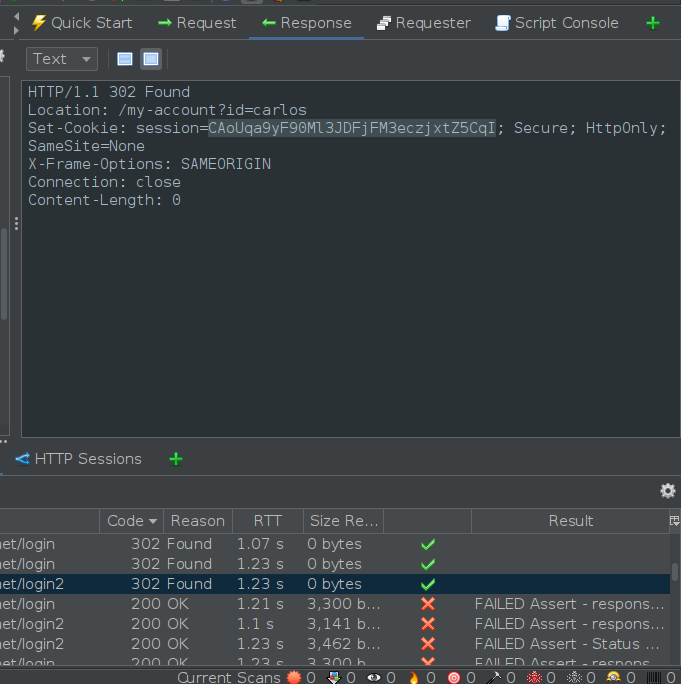 Quick Start Request Response Requester Script Console
Text
HTTP/1.1 302 Found
Location: /my-account?id=carlos
Set-Cookie: session=CAoUqa9yF90Ml3JDFjFM3eczjxtZ5CqI; Secure; HttpOnly;
SameSite=None
X-Frame-Options: SAMEORIGIN
Connection: close
Content-Length: 0
HTTP Sessions
Code Reason RTT Size Re... Result
net/login 302 Found 1.07 s 0 bytes
net/login 302 Found 1.23 s 0 bytes
net/login2 302 Found 1.23 s 0 bytes
net/login 200 OK 1.21 s 3,300 b... FAILED Assert - respons...
net/login2 200 OK 1.1 s 3,141 b... FAILED Assert - respons...
net/login2 200 OK 1.23 s 3,462 b... FAILED Assert - Status ...
net/login 200 OK 1.23 s 3,300 b... FAILED Assert - respons...
Current Scans 0 0 0 0 0 0 0 0 0 0